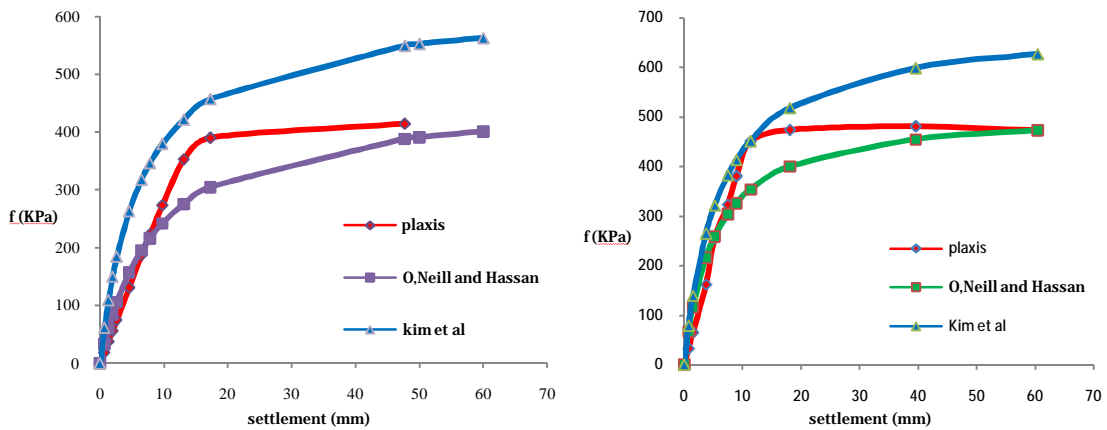 600
500
400
300
200
100
0
f (KPa)
0 10 20 30 40 50 60 70
settlement (mm)
plaxis
O,Neill and Hassan
kim et al
700
600
500
400
300
200
100
0
f (KPa)
0 10 20 30 40 50 60 70
settlement (mm)
plaxis
O,Neill and Hassan
Kim et al